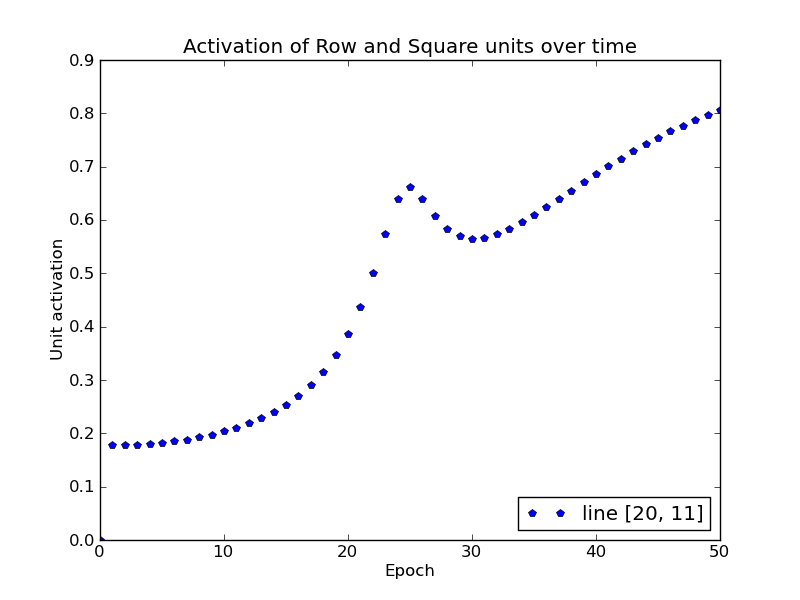 Activation of Row and Square units over time
0.9
0.8
0.7
0.6
0.5
0.4
0.3
0.2
0.1
0.0
Unit activation
line [20, 11]
0 10 20 30 40 50
Epoch